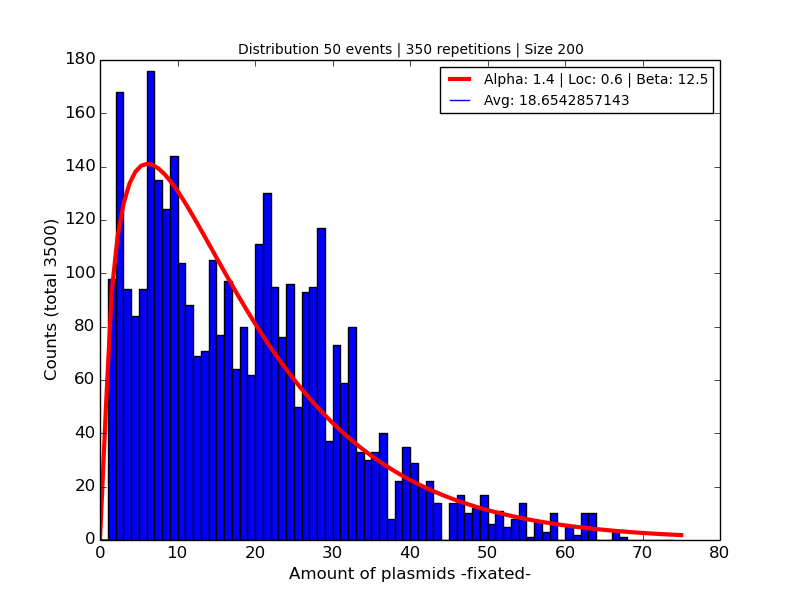 Distribution 50 events | 350 repetitions | Size 200
Alpha: 1.4 | Loc: 0.6 | Beta: 12.5
Avg: 18.6542857143
180
160
140
120
100
80
60
40
20
0
Counts (total 3500)
0 10 20 30 40 50 60 70 80
Amount of plasmids -fixated-